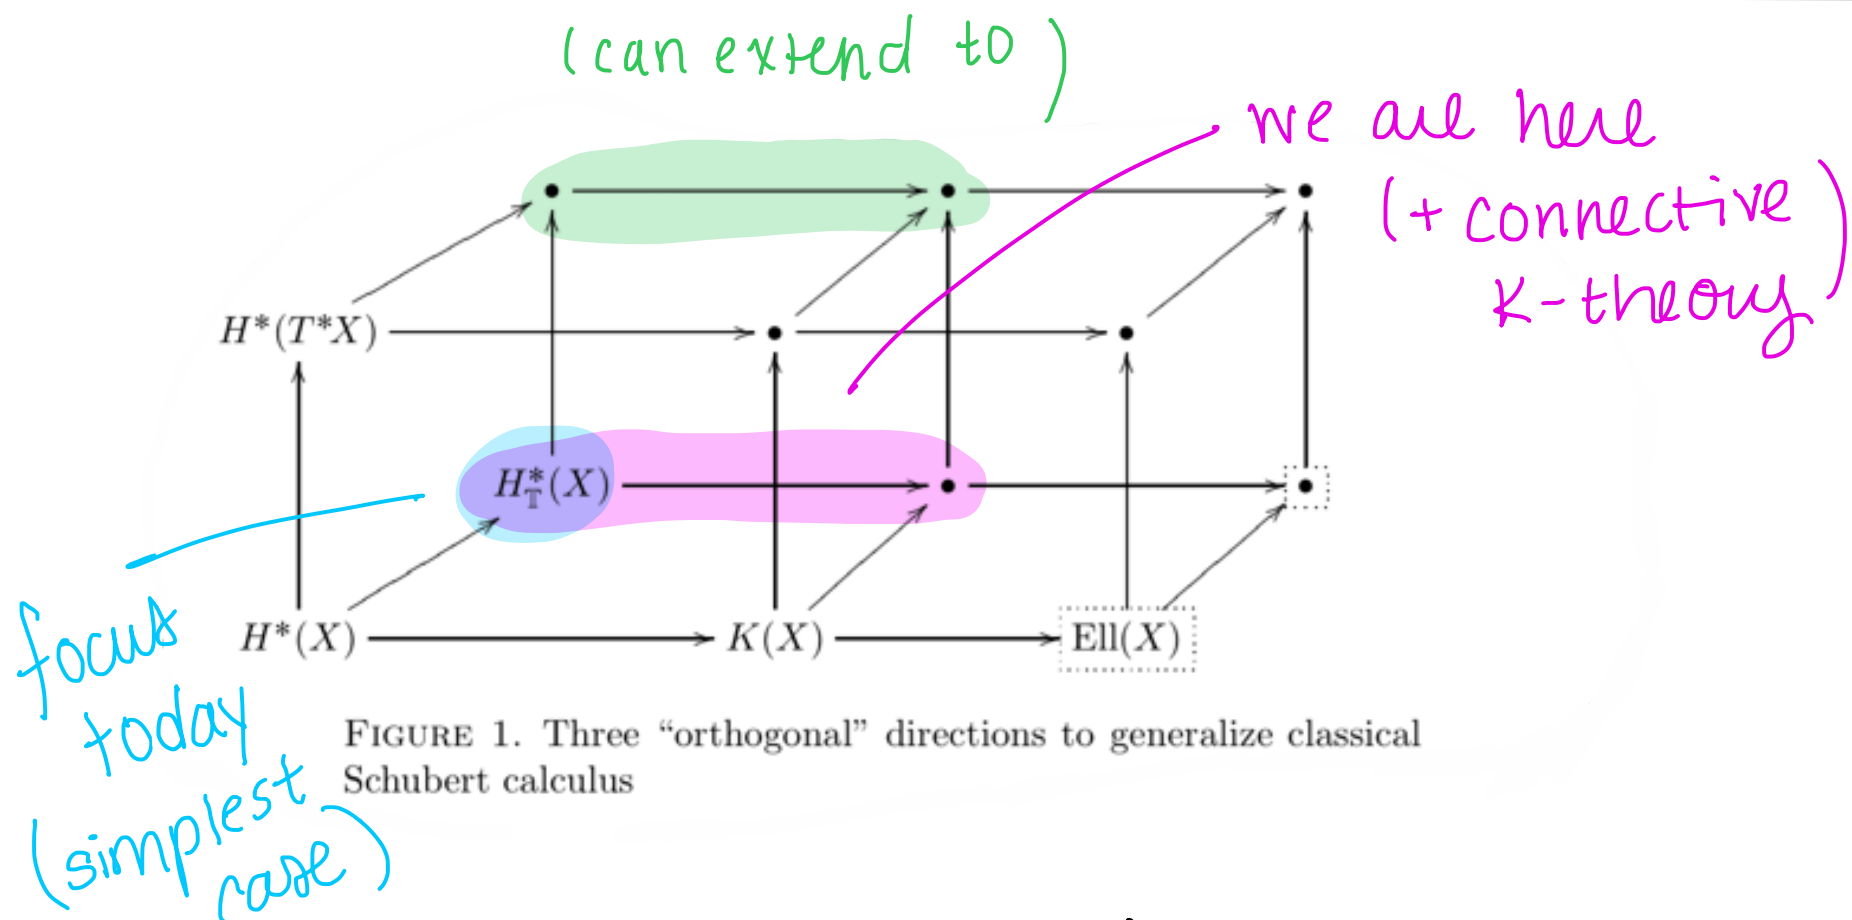 (can extend to)
we are here
(+ connective
K-theory)
H*(T*X)
H*𝕋(X)
H*(X)
K(X)
Ell(X)
focus
today
(simplest
case)
FIGURE 1. Three “orthogonal” directions to generalize classical
Schubert calculus